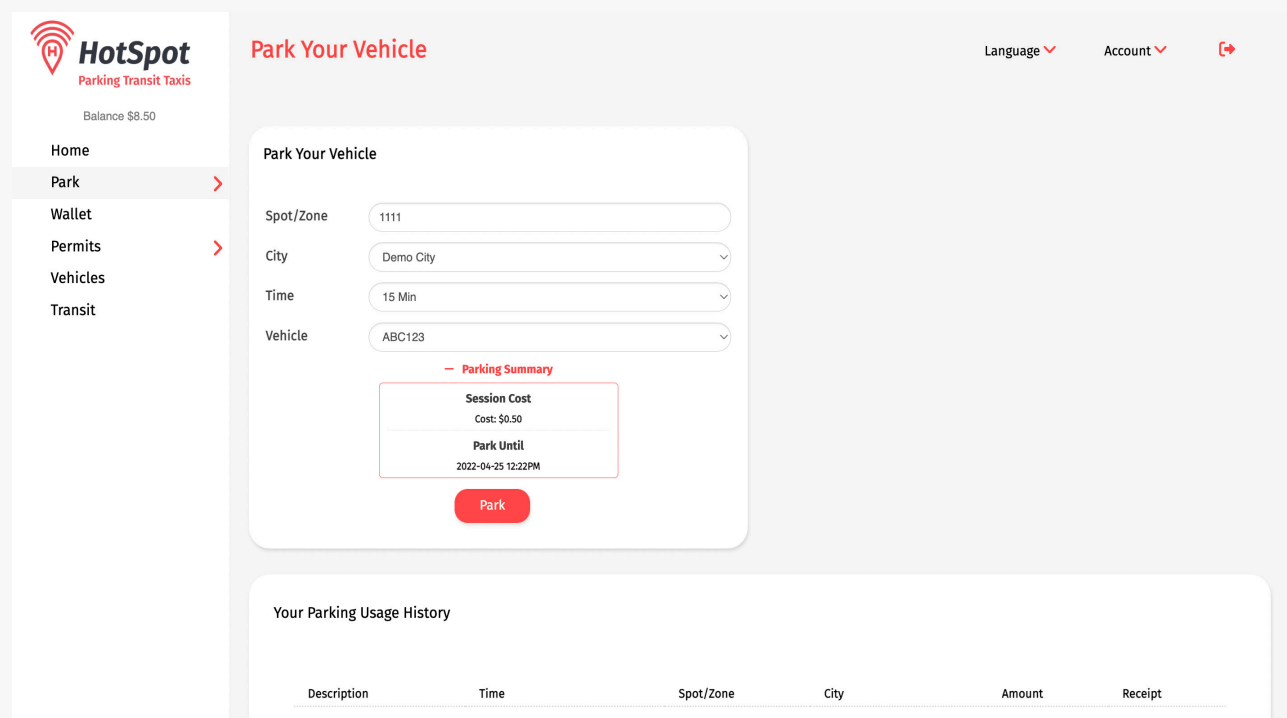 HotSpot
Parking Transit Taxis
Balance $8.50
Home
Park
Wallet
Permits
Vehicles
Transit
Park Your Vehicle
Language
Account
Park Your Vehicle
Spot/Zone 1111
City Demo City
Time 15 Min
Vehicle ABC123
– Parking Summary
Session Cost
Cost: $0.50
Park Until
2022-04-25 12:22PM
Park
Your Parking Usage History
Description Time Spot/Zone City Amount Receipt